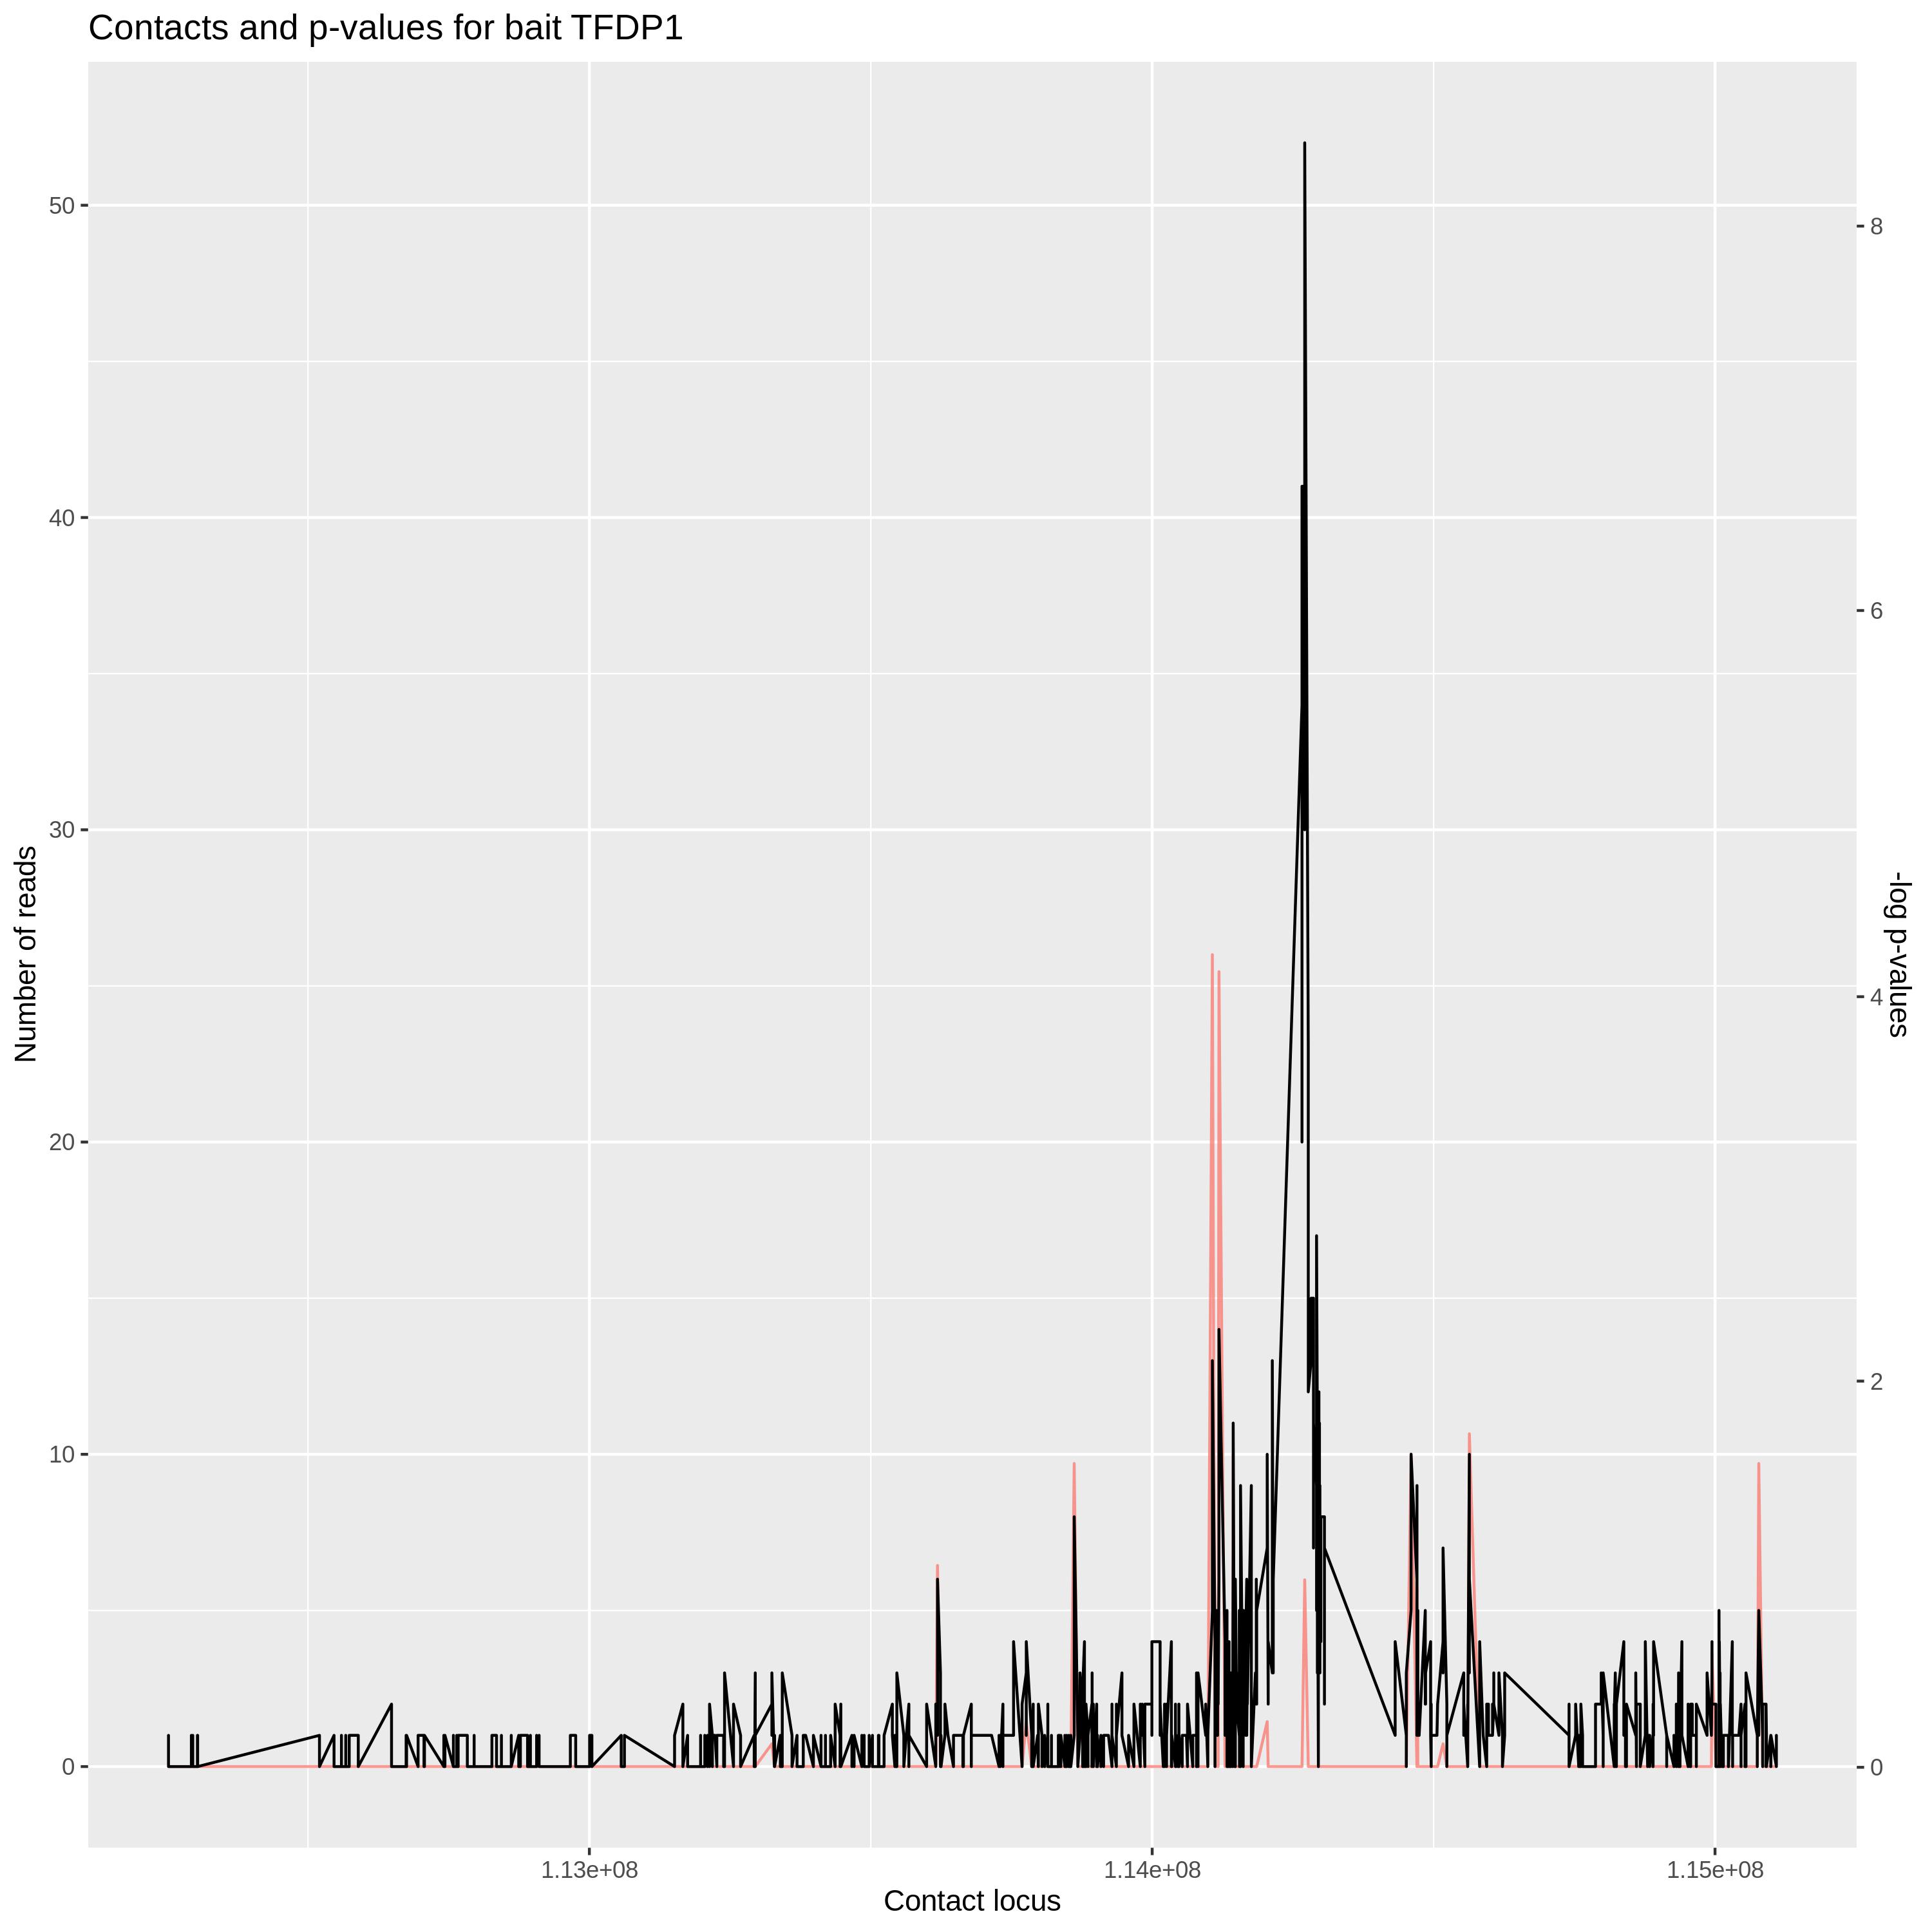 Contacts and p-values for bait TFDP1
Number of reads
50
40
30
20
10
0
8
6
4
2
0
-log p-values
1.13e+08
1.14e+08
1.15e+08
Contact locus